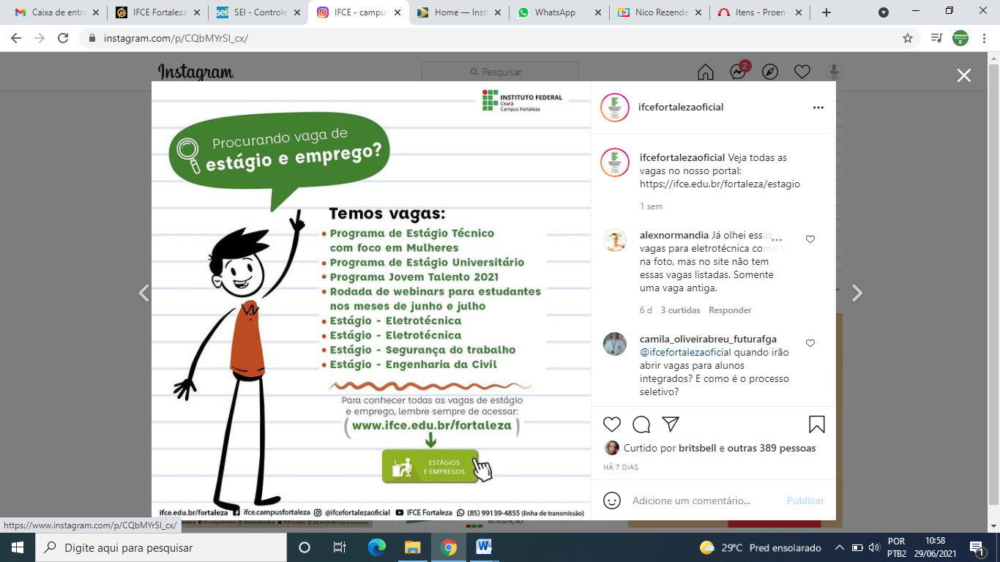 Caixa de entra
IFCE Fortaleza
SEI - Controle
IFCE - campus
Home — Insti
WhatsApp
Nico Rezende
Itens - Proen
instagram.com/p/CQbMYrSl_cx/
Instagram
Pesquisar
2
INSTITUTO FEDERAL
Ceará
Campus Fortaleza
Procurando vaga de
estágio e emprego?
Temos vagas:
• Programa de Estágio Técnico
com foco em Mulheres
• Programa de Estágio Universitário
• Programa Jovem Talento 2021
• Rodada de webinars para estudantes
nos meses de junho e julho
• Estágio - Eletrotécnica
• Estágio - Eletrotécnica
• Estágio - Segurança do trabalho
• Estágio - Engenharia da Civil
Para conhecer todas as vagas de estágio
e emprego, lembre sempre de acessar:
(www.ifce.edu.br/fortaleza)
ESTÁGIOS
E EMPREGOS
ifce.edu.br/fortaleza ifce.campusfortaleza @ifcefortalezaoficial IFCE Fortaleza (85) 99139-4855 (linha de transmissão)
ifcefortalezaoficial
ifcefortalezaoficial Veja todas as
vagas no nosso portal:
https://ifce.edu.br/fortaleza/estagio
1 sem
alexnormandia Já olhei essas
vagas para eletrotécnica como
na foto, mas no site não tem
essas vagas listadas. Somente
uma vaga antiga.
6 d 3 curtidas Responder
camila_oliveirabreu_futurafga
@ifcefortalezaoficial quando irão
abrir vagas para alunos
integrados? E como é o processo
seletivo?
Curtido por britsbell e outras 389 pessoas
HÁ 7 DIAS
Adicione um comentário... Publicar
https://www.instagram.com/p/CQbMYrSl_cx/
Digite aqui para pesquisar
29°C Pred ensolarado
POR
PTB2
10:58
29/06/2021
1